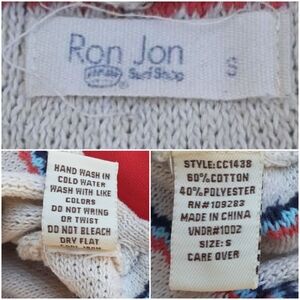 Ron Jon
Surf Shop
S
HAND WASH IN
COLD WATER
WASH WITH LIKE
COLORS
DO NOT WRING
OR TWIST
DO NOT BLEACH
DRY FLAT
COOL IRON
STYLE:CC1438
60%COTTON
40%POLYESTER
RN#109283
MADE IN CHINA
VNDR#1002
SIZE:S
CARE OVER